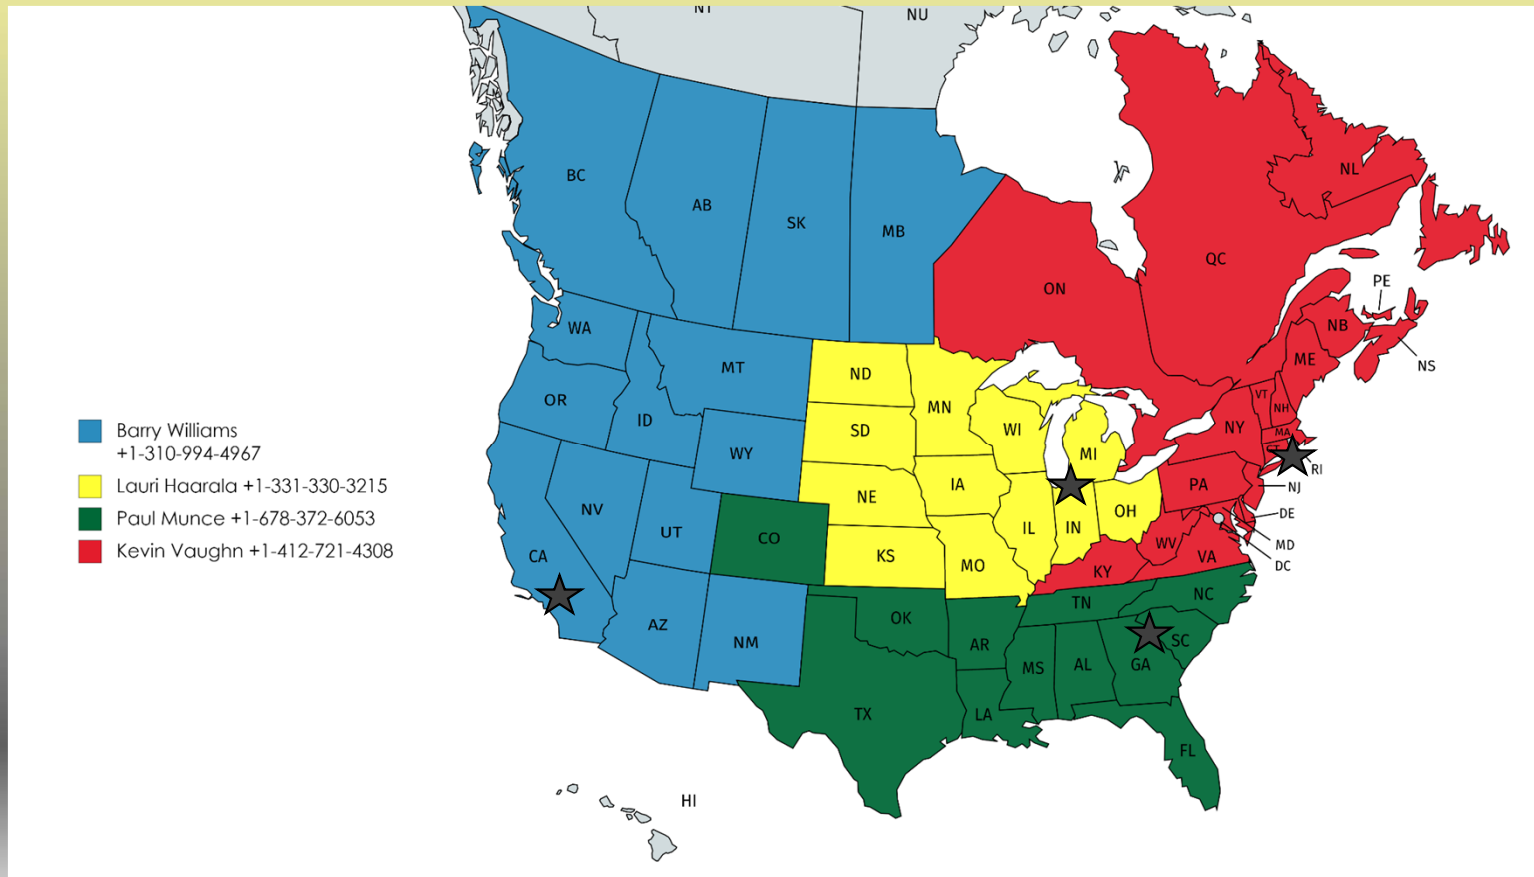 NT
NU
BC
AB
SK
MB
ON
QC
NL
PE
NB
NS
ME
WA
MT
ND
MN
OR
ID
SD
WI
MI
VT
NH
NY
MA
CT
RI
WY
NE
IA
PA
NJ
NV
UT
CO
KS
MO
IL
IN
OH
WV
VA
DE
MD
DC
KY
CA
AZ
NM
OK
AR
TN
NC
SC
MS
AL
GA
TX
LA
FL
HI
Barry Williams
+1-310-994-4967
Lauri Haarala +1-331-330-3215
Paul Munce +1-678-372-6053
Kevin Vaughn +1-412-721-4308